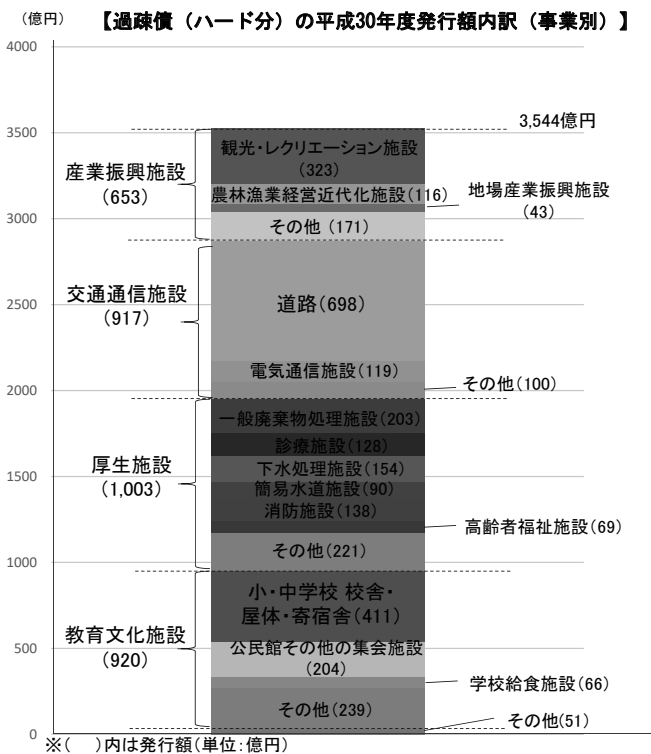 （億円）
【過疎債（ハード分）の平成30年度発行額内訳（事業別）】
4000
3500
3000
2500
2000
1500
1000
500
0
3,544億円
産業振興施設
(653)
観光・レクリエーション施設
(323)
農林漁業経営近代化施設(116)
地場産業振興施設
(43)
その他 (171)
交通通信施設
(917)
道路(698)
電気通信施設(119)
その他(100)
厚生施設
(1,003)
一般廃棄物処理施設(203)
診療施設(128)
下水処理施設(154)
簡易水道施設(90)
消防施設(138)
高齢者福祉施設(69)
その他(221)
教育文化施設
(920)
小・中学校 校舎・
屋体・寄宿舎(411)
公民館その他の集会施設
(204)
学校給食施設(66)
その他(239)
その他(51)
※(　)内は発行額(単位:億円)